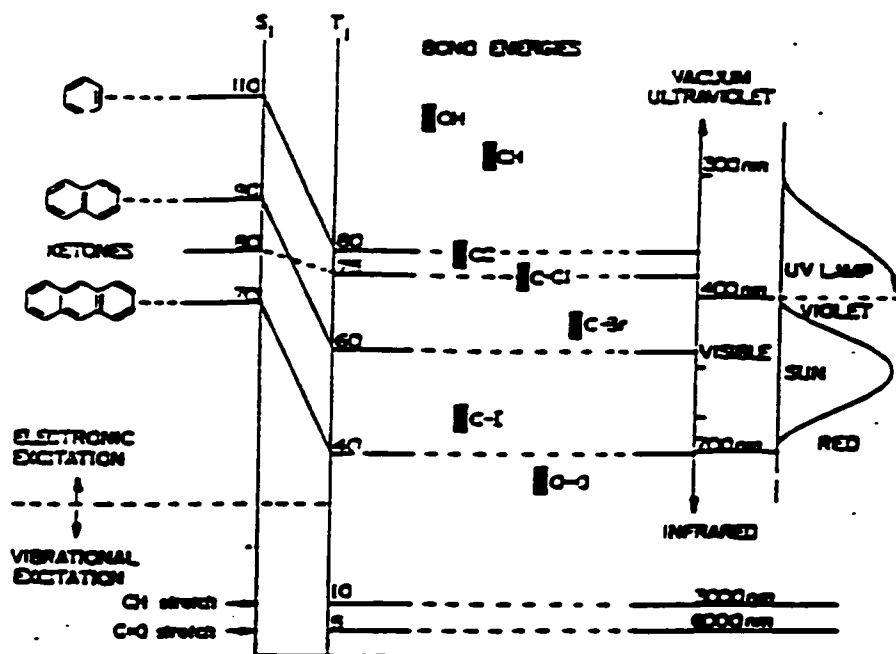 S₁ T₁
BOND ENERGIES
VACUUM
ULTRAVIOLET
110
OH
CH
300 nm
90
KETONES
80
80
C-Cl
UV LAMP
400 nm
VIOLET
70
C-Br
60
VISIBLE
SUN
C-I
40
700 nm
RED
ELECTRONIC
EXCITATION
O-O
INFRARED
VIBRATIONAL
EXCITATION
CH stretch
10
3000 nm
C=O stretch
5
6000 nm